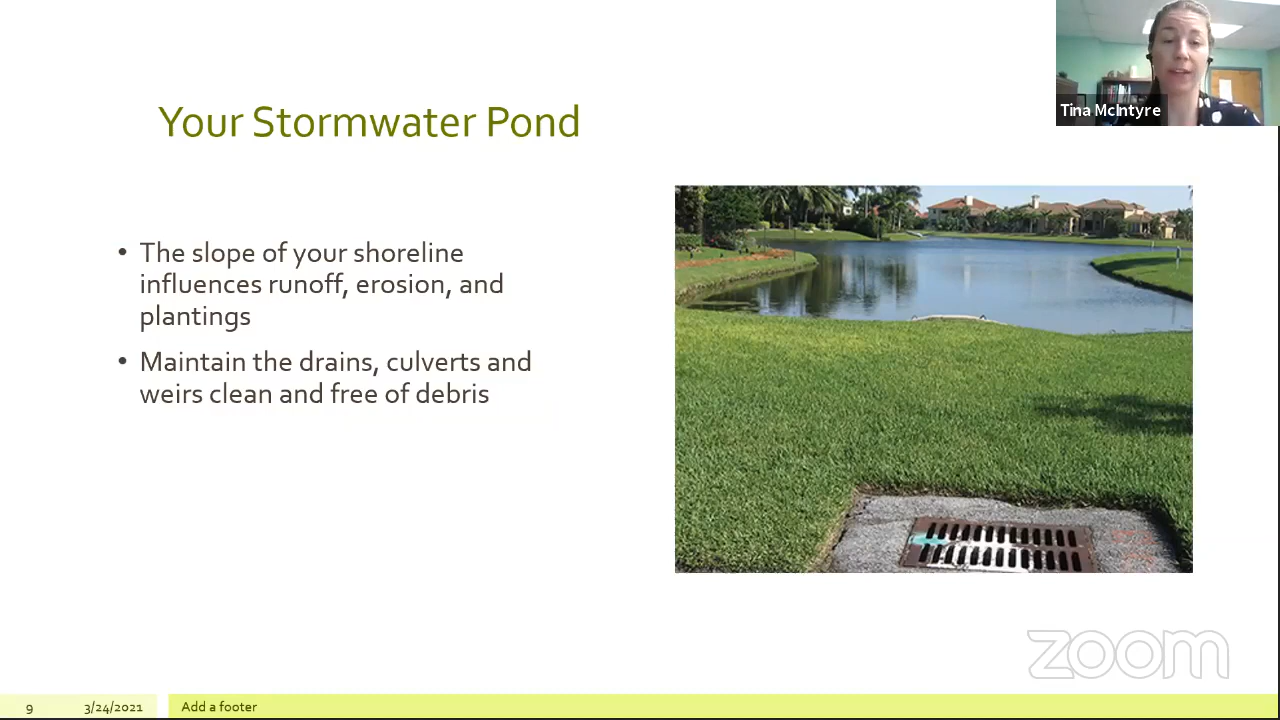 Tina McIntyre
Your Stormwater Pond
• The slope of your shoreline
influences runoff, erosion, and
plantings
• Maintain the drains, culverts and
weirs clean and free of debris
zoom
9
3/24/2021
Add a footer